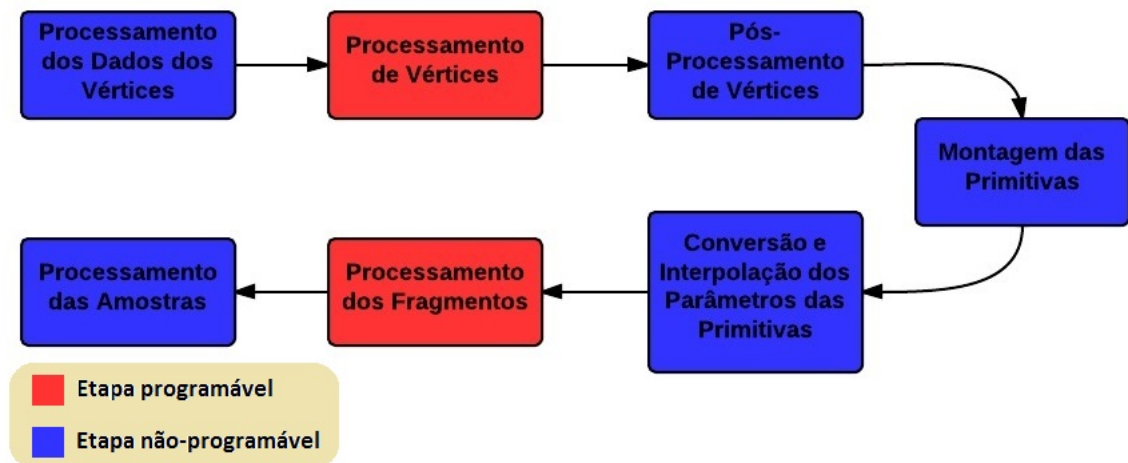 Processamento
dos Dados dos
Vértices
Processamento
de Vértices
Pós-
Processamento
de Vértices
Montagem das
Primitivas
Conversão e
Interpolação dos
Parâmetros das
Primitivas
Processamento
dos Fragmentos
Processamento
das Amostras
Etapa programável
Etapa não-programável